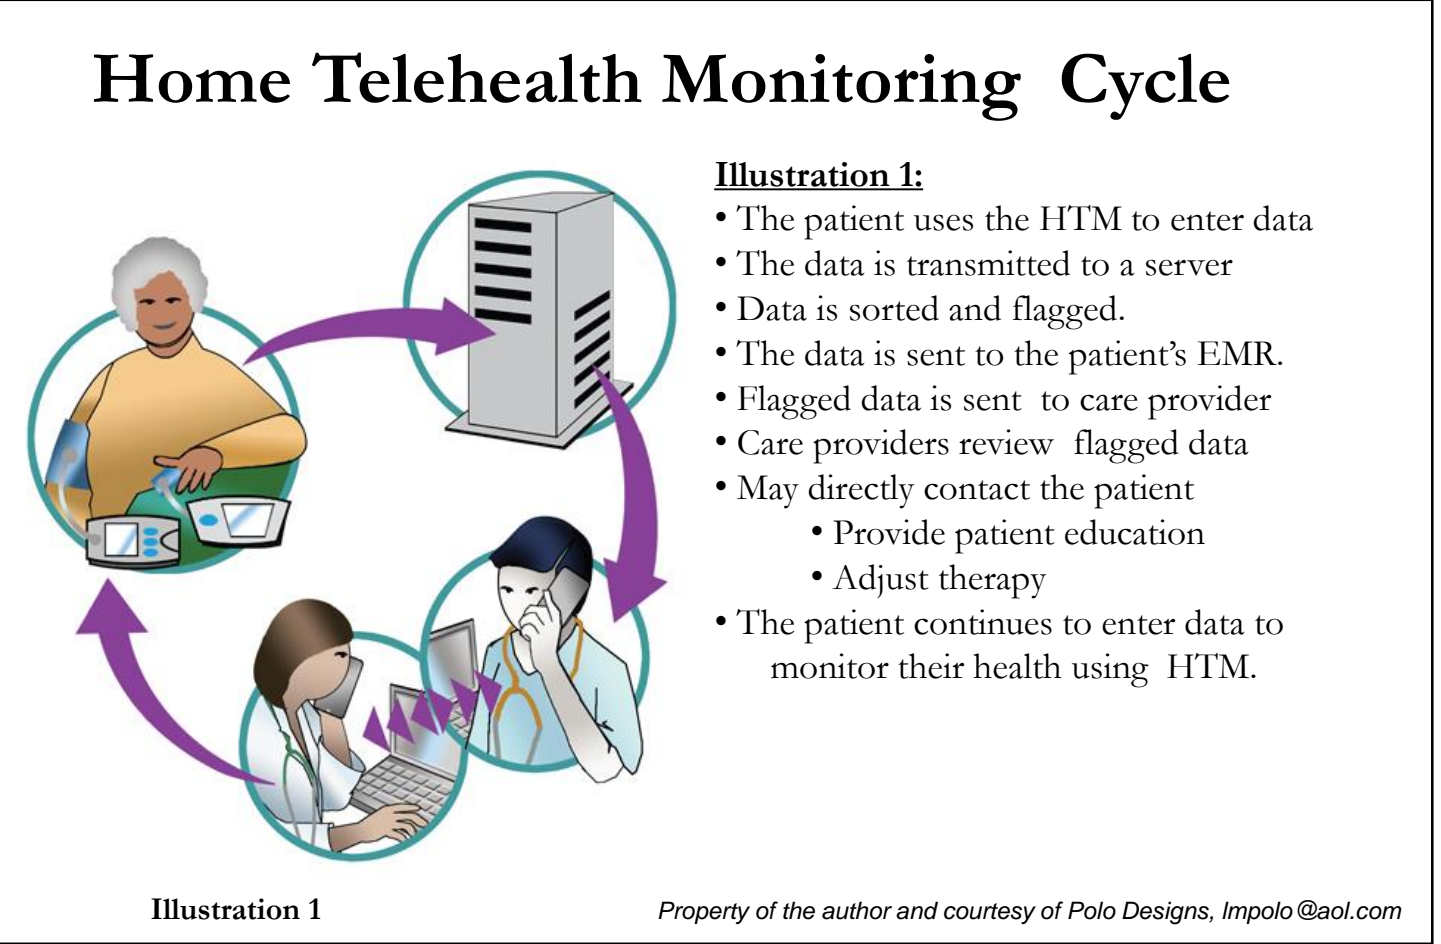 Home Telehealth Monitoring  Cycle
Illustration 1:
• The patient uses the HTM to enter data
• The data is transmitted to a server
• Data is sorted and flagged.
• The data is sent to the patient’s EMR.
• Flagged data is sent  to care provider
• Care providers review  flagged data
• May directly contact the patient
• Provide patient education
• Adjust therapy
• The patient continues to enter data to
monitor their health using  HTM.
Illustration 1
Property of the author and courtesy of Polo Designs, lmpolo@aol.com